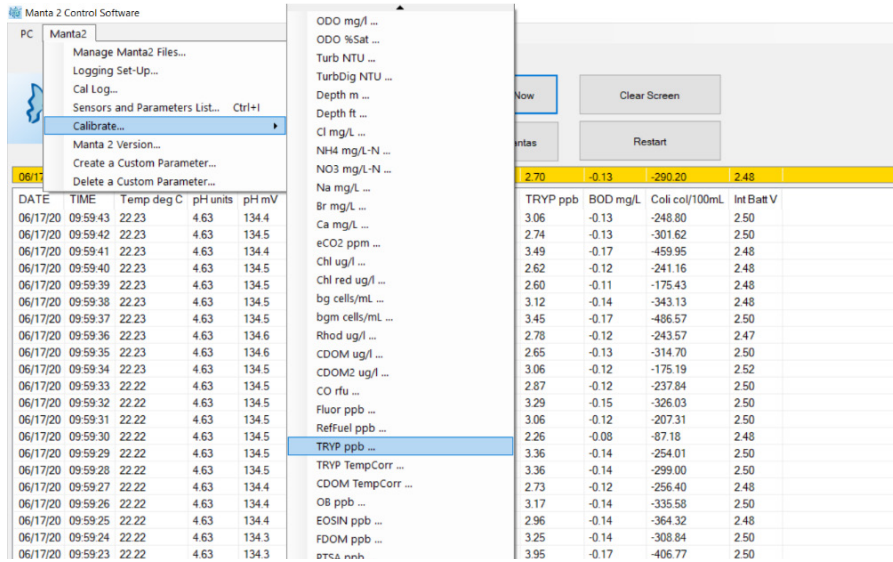 Manta 2 Control Software
PC Manta2
Manage Manta2 Files...
Logging Set-Up...
Cal Log...
Sensors and Parameters List... Ctrl+I
Calibrate...
Manta 2 Version...
Create a Custom Parameter...
Delete a Custom Parameter...
ODO mg/l ...
ODO %Sat ...
Turb NTU ...
TurbDig NTU ...
Depth m ...
Depth ft ...
Cl mg/L ...
NH4 mg/L-N ...
NO3 mg/L-N ...
Na mg/L ...
Br mg/L ...
Ca mg/L ...
eCO2 ppm ...
Chl ug/l ...
Chl red ug/l ...
bg cells/mL ...
bgm cells/mL ...
Rhod ug/l ...
CDOM ug/l ...
CDOM2 ug/l ...
CO rfu ...
Fluor ppb ...
RefFuel ppb ...
TRYP ppb ...
TRYP TempCorr ...
CDOM TempCorr ...
OB ppb ...
EOSIN ppb ...
FDOM ppb ...
PTSA ppb
Now Clear Screen
ntas Restart
06/17 2.70 -0.13 -290.20 2.48
DATE TIME Temp deg C pH units pH mV TRYP ppb BOD mg/L Coli col/100mL Int Batt V
06/17/20 09:59:43 22.23 4.63 134.4 3.06 -0.13 -248.80 2.50
06/17/20 09:59:42 22.23 4.63 134.5 2.74 -0.13 -301.62 2.50
06/17/20 09:59:41 22.23 4.63 134.4 3.49 -0.17 -459.95 2.48
06/17/20 09:59:40 22.23 4.63 134.5 2.62 -0.12 -241.16 2.48
06/17/20 09:59:39 22.23 4.63 134.5 2.60 -0.11 -175.43 2.48
06/17/20 09:59:38 22.23 4.63 134.5 3.12 -0.14 -343.13 2.48
06/17/20 09:59:37 22.23 4.63 134.5 3.45 -0.17 -486.57 2.50
06/17/20 09:59:36 22.23 4.63 134.6 2.78 -0.12 -243.57 2.47
06/17/20 09:59:35 22.23 4.63 134.6 2.65 -0.13 -314.70 2.50
06/17/20 09:59:34 22.23 4.63 134.5 3.06 -0.12 -175.19 2.52
06/17/20 09:59:33 22.22 4.63 134.5 2.87 -0.12 -237.84 2.50
06/17/20 09:59:32 22.22 4.63 134.5 3.29 -0.15 -326.03 2.50
06/17/20 09:59:31 22.22 4.63 134.5 3.06 -0.12 -207.31 2.50
06/17/20 09:59:30 22.22 4.63 134.5 2.26 -0.08 -87.18 2.48
06/17/20 09:59:29 22.22 4.63 134.5 3.36 -0.14 -254.01 2.50
06/17/20 09:59:28 22.22 4.63 134.5 3.36 -0.14 -299.00 2.50
06/17/20 09:59:27 22.22 4.63 134.4 2.73 -0.12 -256.40 2.48
06/17/20 09:59:26 22.22 4.63 134.4 3.17 -0.14 -335.58 2.50
06/17/20 09:59:25 22.22 4.63 134.4 2.96 -0.14 -364.32 2.48
06/17/20 09:59:24 22.22 4.63 134.3 3.25 -0.14 -308.84 2.50
06/17/20 09:59:23 22.22 4.63 134.3 3.95 -0.17 -406.77 2.50